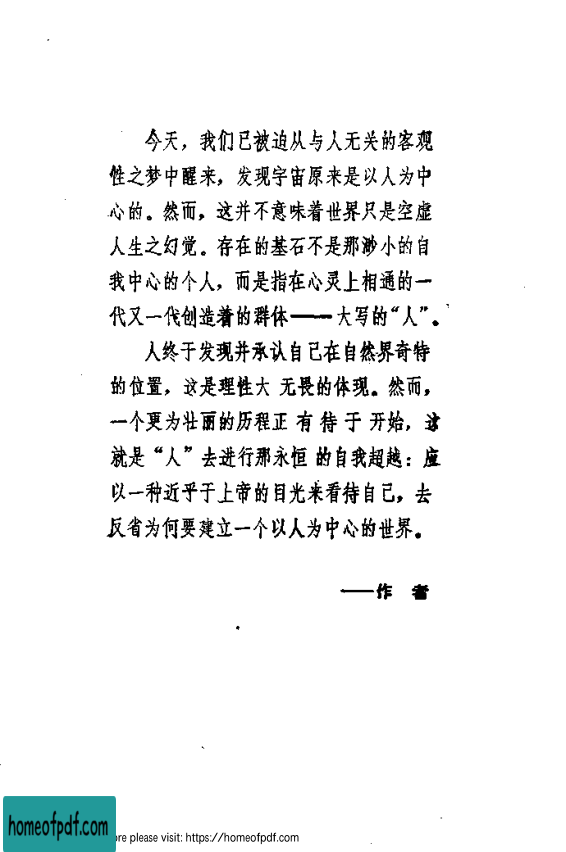 今天，我们已被迫从与人无关的客观
性之梦中醒来，发现宇宙原来是以人为中
心的。然而，这并不意味着世界只是空虚
人生之幻觉。存在的基石不是那渺小的自
我中心的个人，而是指在心灵上相通的一
代又一代创造着的群体——大写的“人”。
人终于发现并承认自己在自然界奇特
的位置，这是理性大 无畏的体现。然而，
一个更为壮丽的历程正 有 待 于 开始，这
就是“人”去进行那永恒 的自我超越：应
以一种近乎于上帝的目光来看待自己，去
反省为何要建立一个以人为中心的世界。
——作 者
homeofpdf.com
ore please visit: https://homeofpdf.com